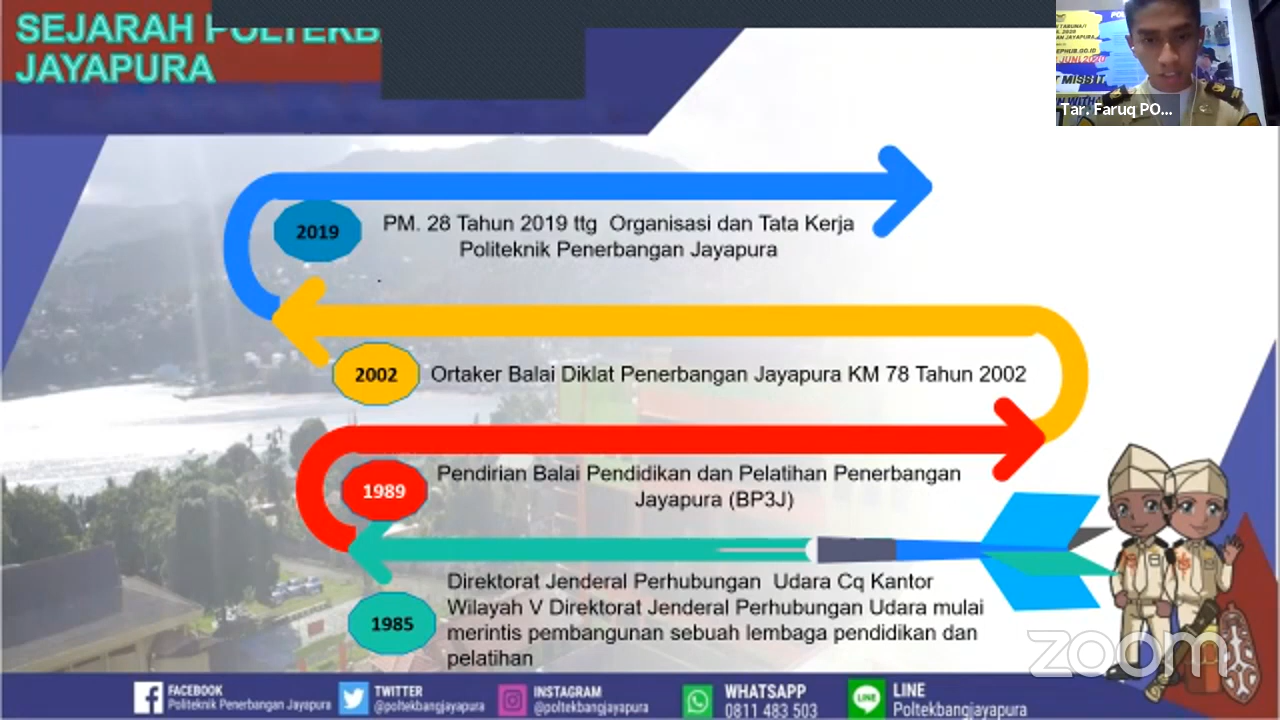 SEJARAH POLTEKB
JAYAPURA
Tar. Faruq PO...
2019
PM. 28 Tahun 2019 ttg Organisasi dan Tata Kerja
Politeknik Penerbangan Jayapura
2002
Ortaker Balai Diklat Penerbangan Jayapura KM 78 Tahun 2002
1989
Pendirian Balai Pendidikan dan Pelatihan Penerbangan
Jayapura (BP3J)
1985
Direktorat Jenderal Perhubungan Udara Cq Kantor
Wilayah V Direktorat Jenderal Perhubungan Udara mulai
merintis pembangunan sebuah lembaga pendidikan dan
pelatihan
zoom
FACEBOOK
Politeknik Penerbangan Jayapura
TWITTER
@poltekbangjayapura
INSTAGRAM
@poltekbangjayapura
WHATSAPP
0811 483 503
LINE
Poltekbangjayapura